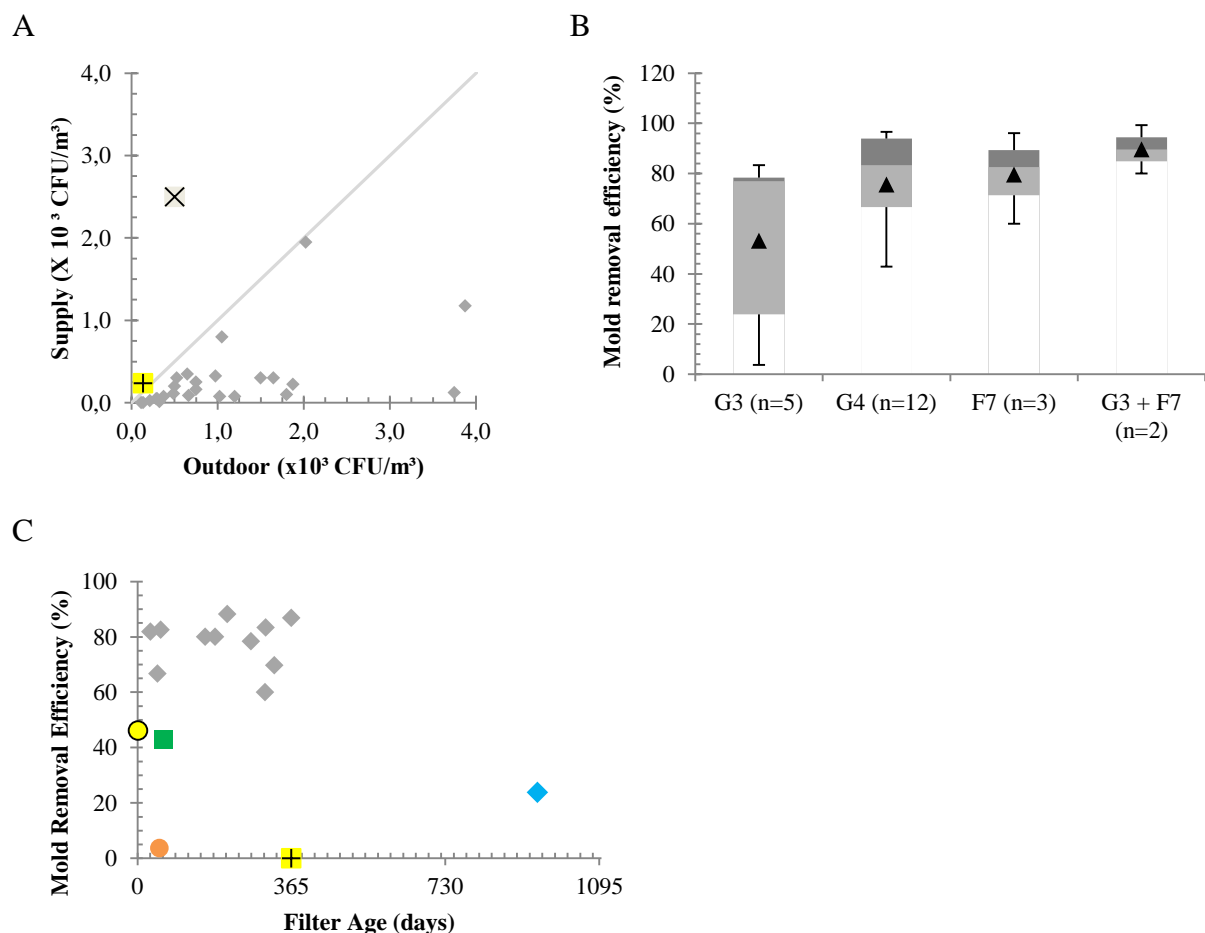 A
4,0
3,0
2,0
1,0
0,0
0,0 1,0 2,0 3,0 4,0
Supply (X 10 ³ CFU/m³)
Outdoor (x10³ CFU/m³)
B
120
100
80
60
40
20
0
Mold removal efficiency (%)
G3 (n=5) G4 (n=12) F7 (n=3) G3 + F7
(n=2)
C
100
80
60
40
20
0
0 365 730 1095
Mold Removal Efficiency (%)
Filter Age (days)